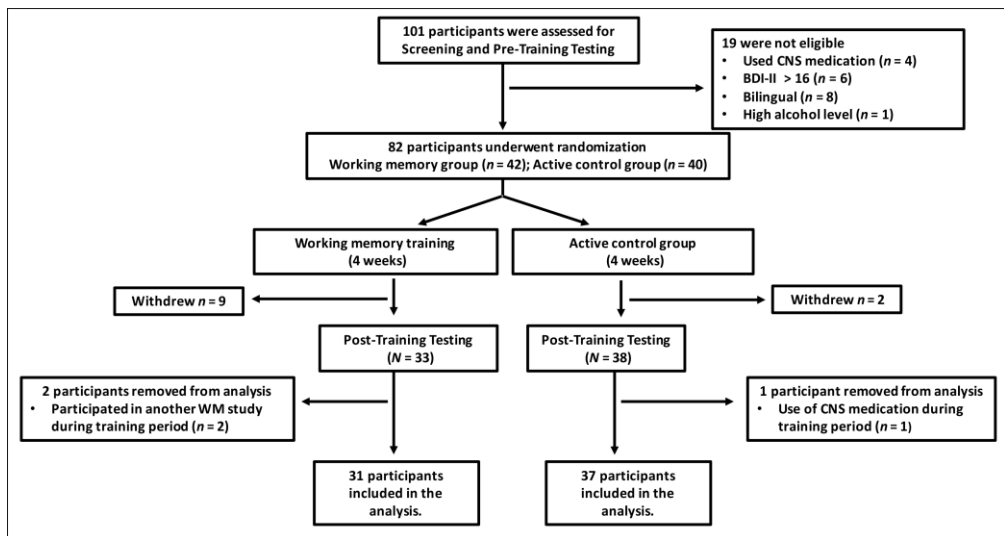 101 participants were assessed for
Screening and Pre-Training Testing
19 were not eligible
• Used CNS medication (n = 4)
• BDI-II > 16 (n = 6)
• Bilingual (n = 8)
• High alcohol level (n = 1)
82 participants underwent randomization
Working memory group (n = 42); Active control group (n = 40)
Working memory training
(4 weeks)
Active control group
(4 weeks)
Withdrew n = 9
Withdrew n = 2
Post-Training Testing
(N = 33)
Post-Training Testing
(N = 38)
2 participants removed from analysis
• Participated in another WM study
during training period (n = 2)
1 participant removed from analysis
• Use of CNS medication during
training period (n = 1)
31 participants
included in the
analysis.
37 participants
included in the
analysis.